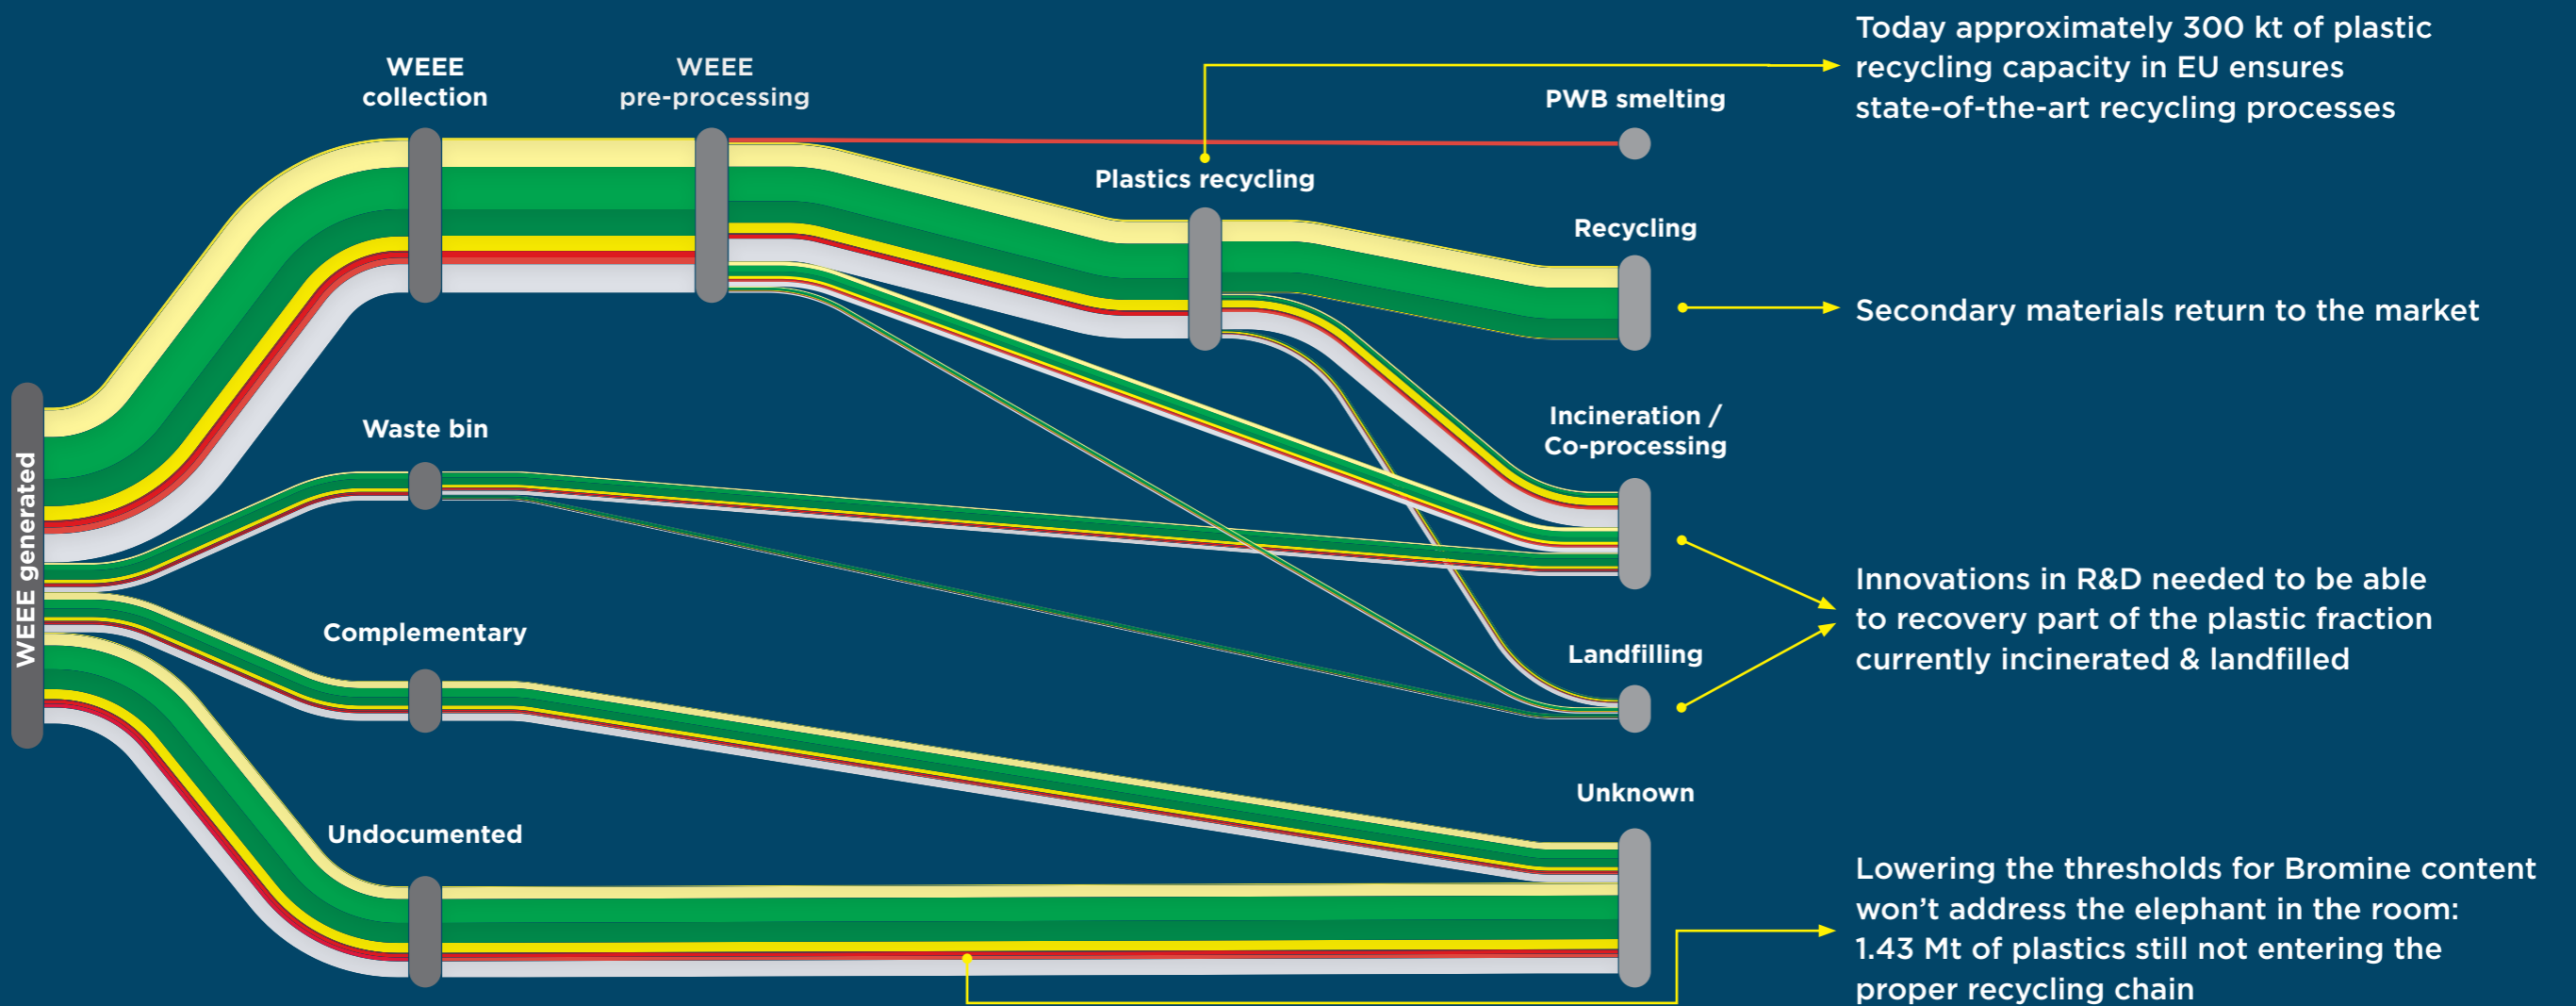 Today approximately 300 kt of plastic
recycling capacity in EU ensures
state-of-the-art recycling processes
WEEE
collection
WEEE
pre-processing
PWB smelting
Plastics recycling
Recycling
Secondary materials return to the market
Incineration /
Co-processing
Waste bin
WEEE generated
Innovations in R&D needed to be able
to recovery part of the plastic fraction
currently incinerated & landfilled
Complementary
Landfilling
Unknown
Undocumented
Lowering the thresholds for Bromine content
won't address the elephant in the room:
1.43 Mt of plastics still not entering the
proper recycling chain